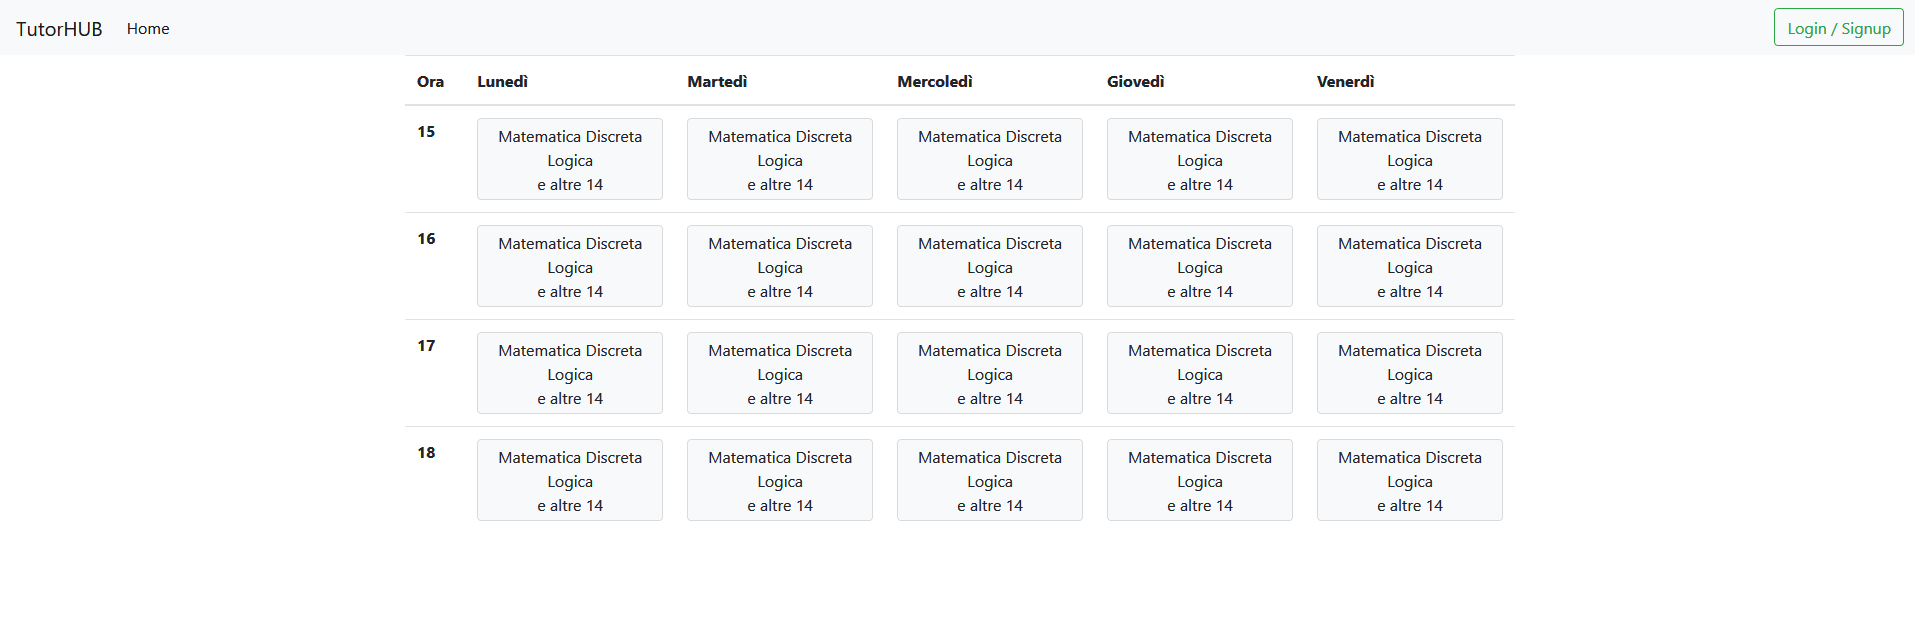 TutorHUB Home Login / Signup
Ora Lunedì Martedì Mercoledì Giovedì Venerdì
15 Matematica Discreta Matematica Discreta Matematica Discreta Matematica Discreta Matematica Discreta
Logica Logica Logica Logica Logica
e altre 14 e altre 14 e altre 14 e altre 14 e altre 14
16 Matematica Discreta Matematica Discreta Matematica Discreta Matematica Discreta Matematica Discreta
Logica Logica Logica Logica Logica
e altre 14 e altre 14 e altre 14 e altre 14 e altre 14
17 Matematica Discreta Matematica Discreta Matematica Discreta Matematica Discreta Matematica Discreta
Logica Logica Logica Logica Logica
e altre 14 e altre 14 e altre 14 e altre 14 e altre 14
18 Matematica Discreta Matematica Discreta Matematica Discreta Matematica Discreta Matematica Discreta
Logica Logica Logica Logica Logica
e altre 14 e altre 14 e altre 14 e altre 14 e altre 14